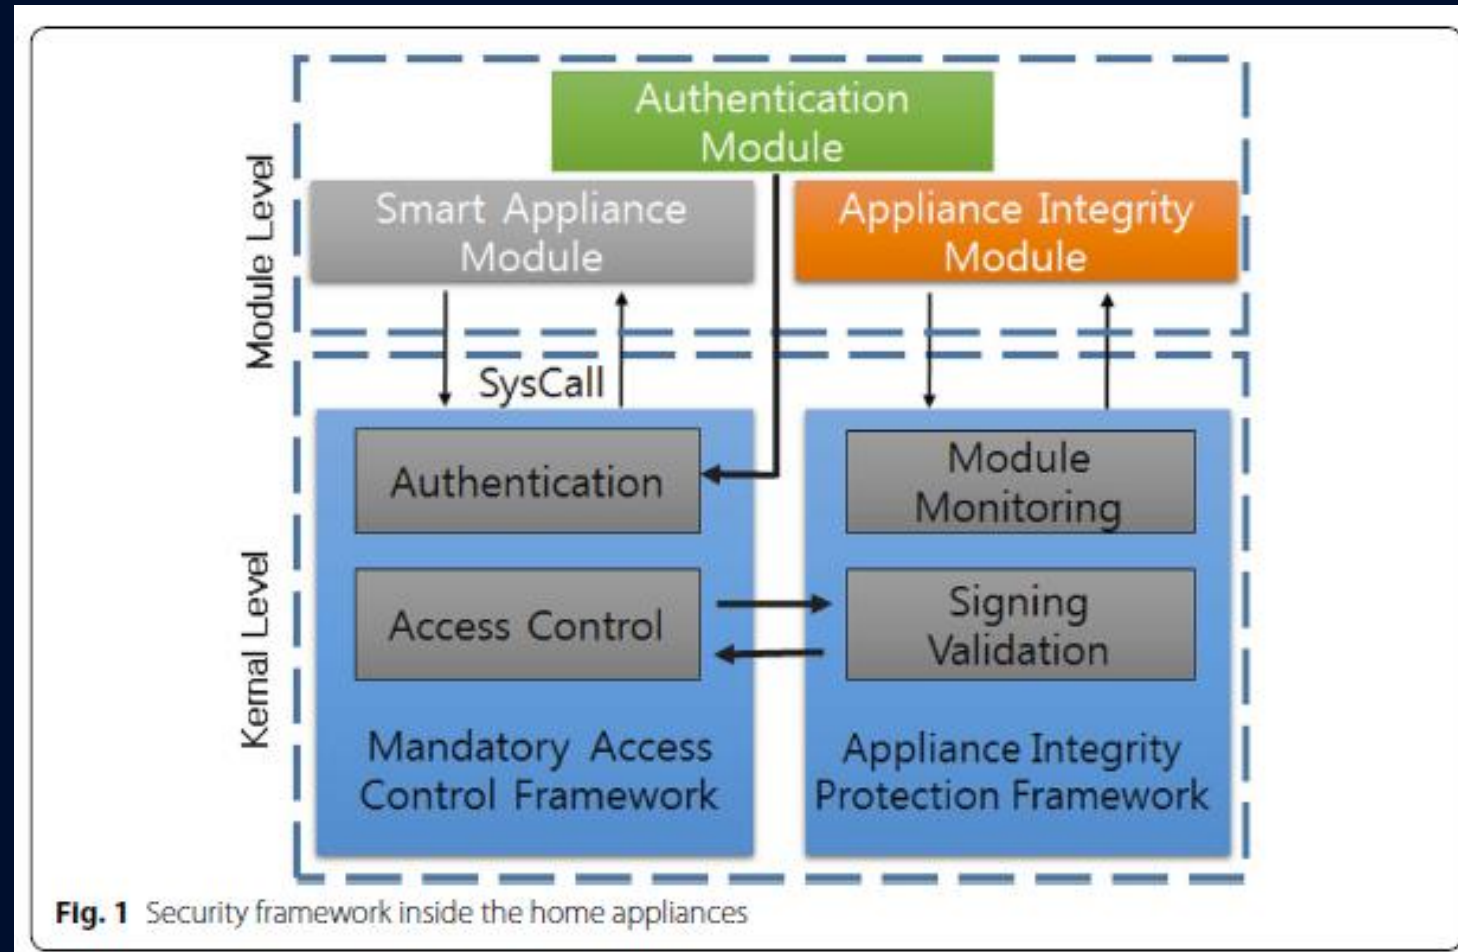 Module Level
Authentication
Module
Smart Appliance
Module
Appliance Integrity
Module
Kernal Level
SysCall
Authentication
Module
Monitoring
Access Control
Signing
Validation
Mandatory Access
Control Framework
Appliance Integrity
Protection Framework
Fig. 1 Security framework inside the home appliances